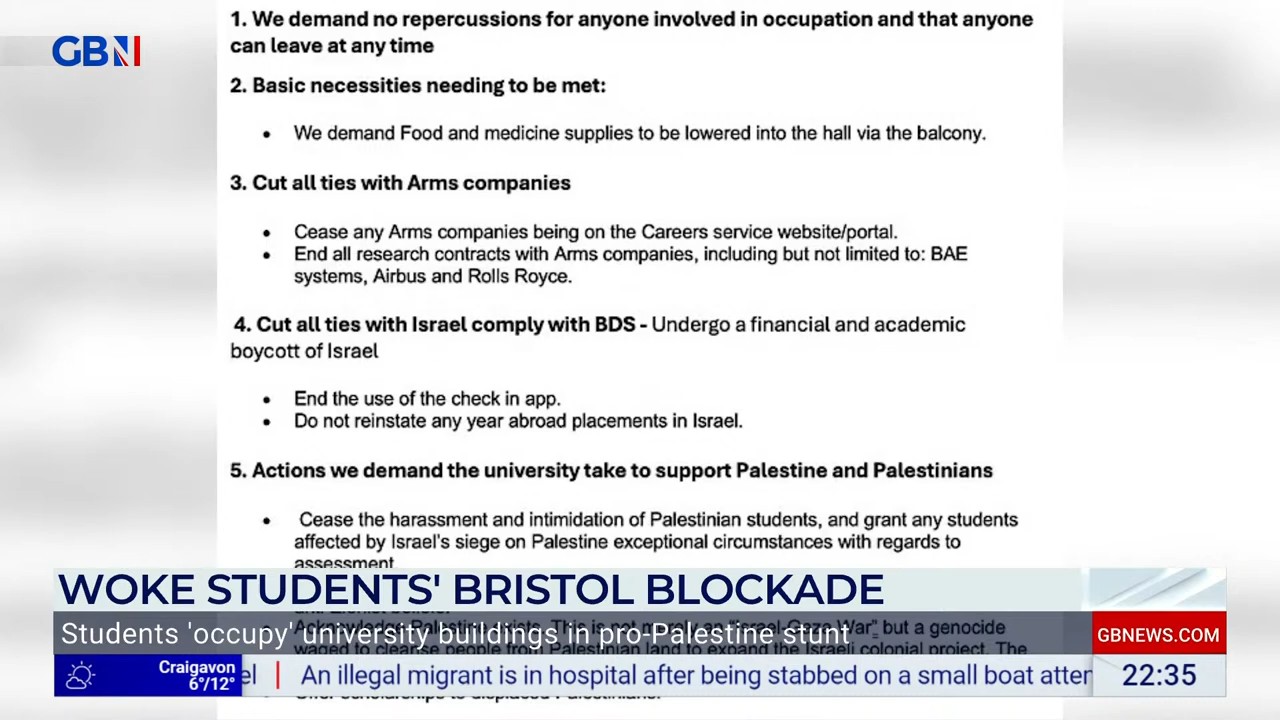 GBN
1. We demand no repercussions for anyone involved in occupation and that anyone
can leave at any time
2. Basic necessities needing to be met:
• We demand Food and medicine supplies to be lowered into the hall via the balcony.
3. Cut all ties with Arms companies
• Cease any Arms companies being on the Careers service website/portal.
• End all research contracts with Arms companies, including but not limited to: BAE
systems, Airbus and Rolls Royce.
4. Cut all ties with Israel comply with BDS - Undergo a financial and academic
boycott of Israel
• End the use of the check in app.
• Do not reinstate any year abroad placements in Israel.
5. Actions we demand the university take to support Palestine and Palestinians
• Cease the harassment and intimidation of Palestinian students, and grant any students
affected by Israel's siege on Palestine exceptional circumstances with regards to
assessment.
WOKE STUDENTS' BRISTOL BLOCKADE
Students 'occupy' university buildings in pro-Palestine stunt
but a genocide
GBNEWS.COM
Craigavon
6°/12°
el | An illegal migrant is in hospital after being stabbed on a small boat atter
22:35